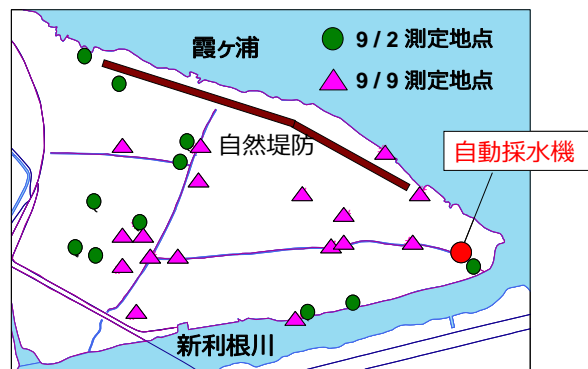 霞ヶ浦
9 / 2 測定地点
9 / 9 測定地点
自然堤防
自動採水機
新利根川